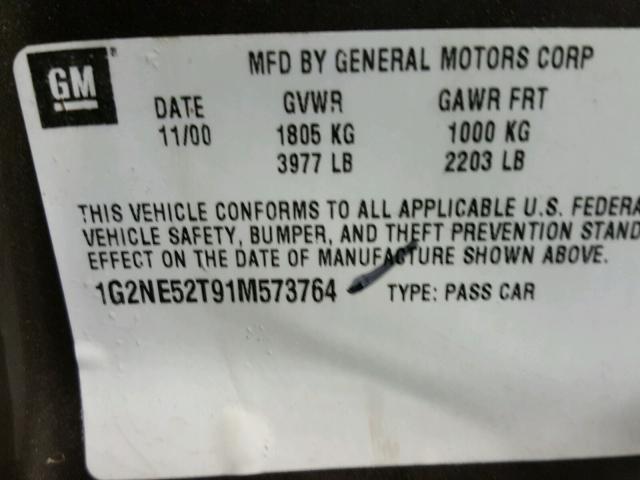 GM® MFD BY GENERAL MOTORS CORP
DATE GVWR GAWR FRT
11/00 1805 KG 1000 KG
3977 LB 2203 LB
THIS VEHICLE CONFORMS TO ALL APPLICABLE U.S. FEDERA
VEHICLE SAFETY, BUMPER, AND THEFT PREVENTION STAND
EFFECT ON THE DATE OF MANUFACTURE SHOWN ABOVE.
1G2NE52T91M573764 TYPE: PASS CAR